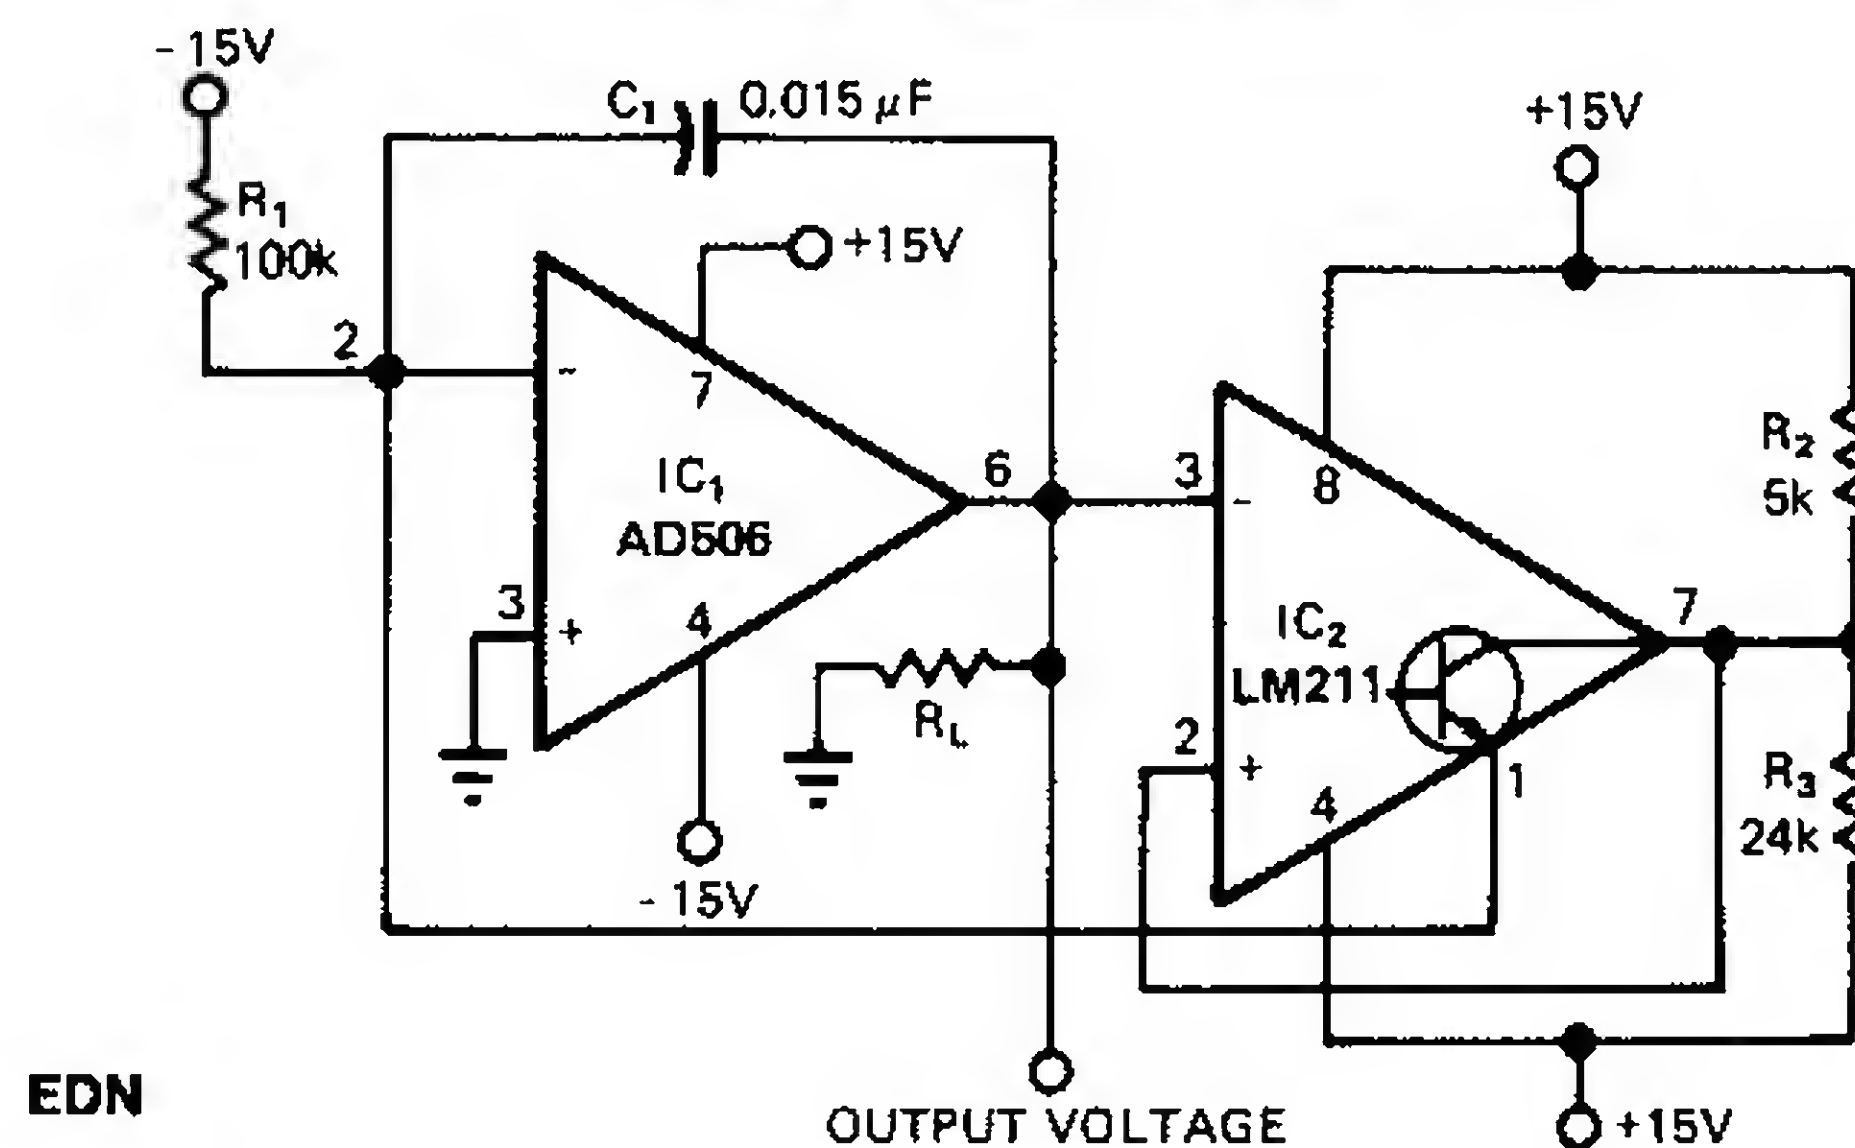 - 15V
C₁ 0.015 μF
+15V
R₁
100k
+15V
2
-
7
R₂
5k
6
3
-
8
IC₁
AD506
3
+
4
IC₂
LM211
7
R_L
2
+
4
1
R₃
24k
- 15V
EDN
OUTPUT VOLTAGE
+15V